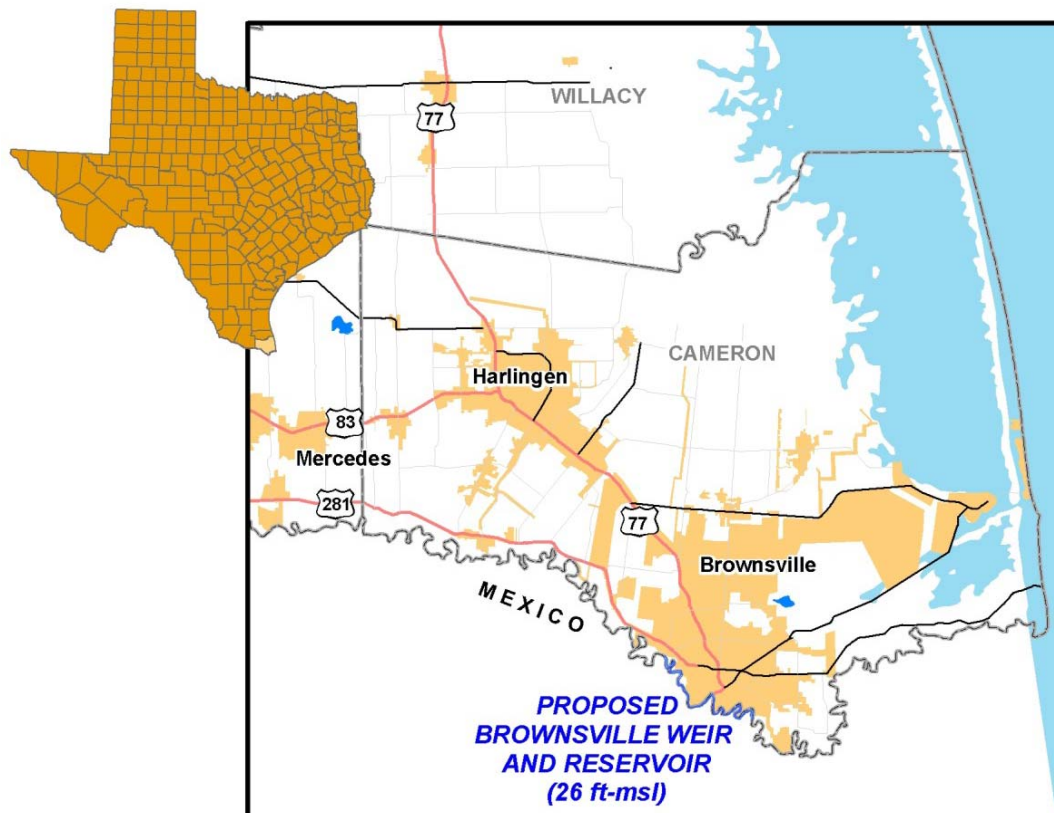 WILLACY
77
CAMERON
Harlingen
83
Mercedes
281
77
Brownsville
MEXICO
PROPOSED
BROWNSVILLE WEIR
AND RESERVOIR
(26 ft-msl)